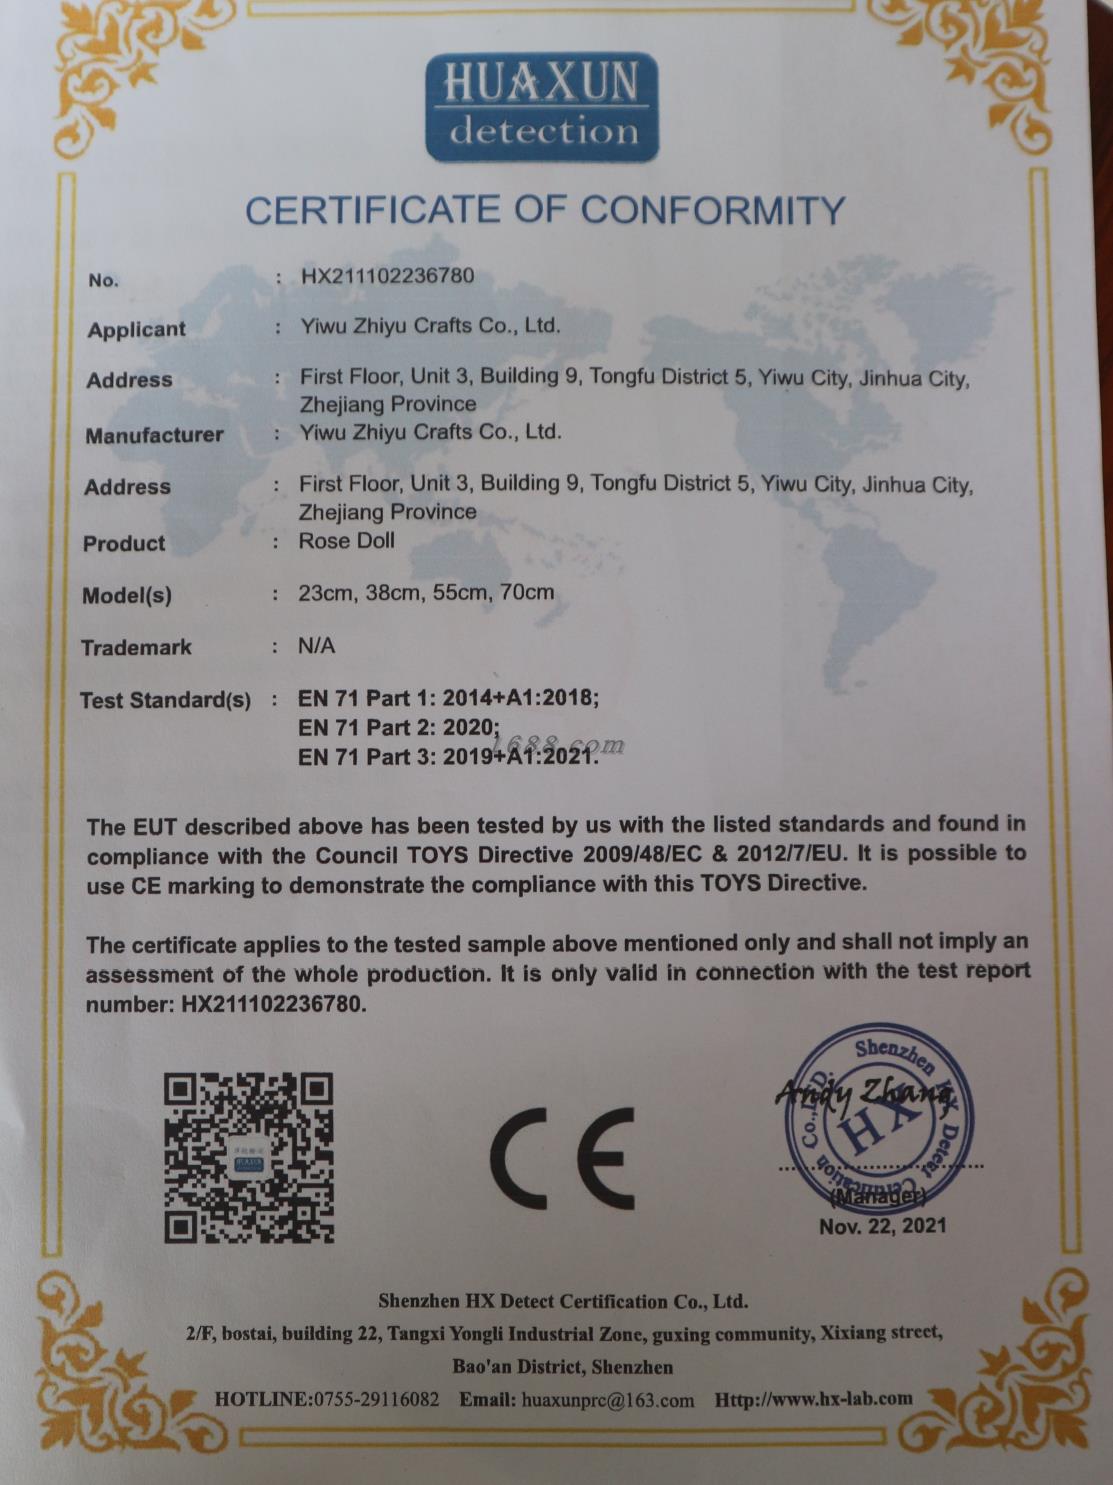 HUAXUN
detection
CERTIFICATE OF CONFORMITY
No. : HX211102236780
Applicant : Yiwu Zhiyu Crafts Co., Ltd.
Address : First Floor, Unit 3, Building 9, Tongfu District 5, Yiwu City, Jinhua City,
Zhejiang Province
Manufacturer : Yiwu Zhiyu Crafts Co., Ltd.
Address : First Floor, Unit 3, Building 9, Tongfu District 5, Yiwu City, Jinhua City,
Zhejiang Province
Product : Rose Doll
Model(s) : 23cm, 38cm, 55cm, 70cm
Trademark : N/A
Test Standard(s) : EN 71 Part 1: 2014+A1:2018;
EN 71 Part 2: 2020;
1688.com
EN 71 Part 3: 2019+A1:2021.
The EUT described above has been tested by us with the listed standards and found in
compliance with the Council TOYS Directive 2009/48/EC & 2012/7/EU. It is possible to
use CE marking to demonstrate the compliance with this TOYS Directive.
The certificate applies to the tested sample above mentioned only and shall not imply an
assessment of the whole production. It is only valid in connection with the test report
number: HX211102236780.
HUAXUN
CE
Shenzhen HX Detect Certification Co.,LTD.
HX
Andy Zhang
(Manager)
Nov. 22, 2021
Shenzhen HX Detect Certification Co., Ltd.
2/F, bostai, building 22, Tangxi Yongli Industrial Zone, guxing community, Xixiang street,
Bao'an District, Shenzhen
HOTLINE:0755-29116082 Email: huaxunprc@163.com Http://www.hx-lab.com